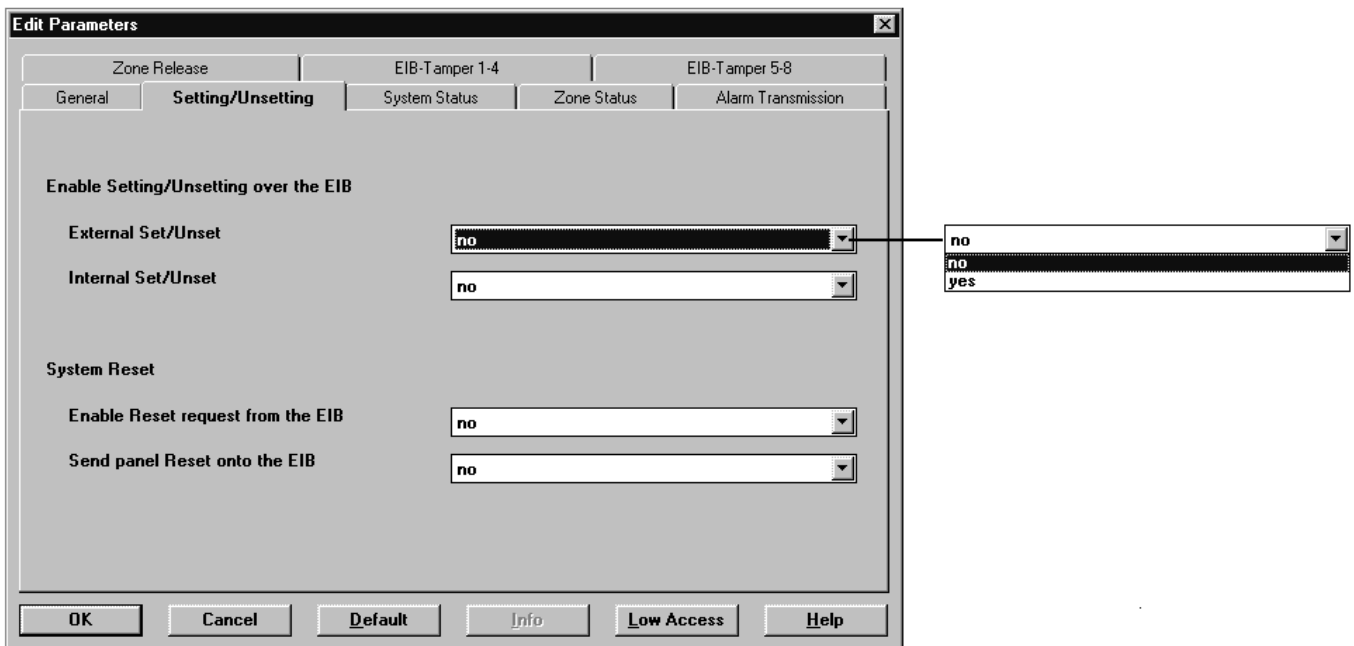 Edit Parameters
Zone Release EIB-Tamper 1-4 EIB-Tamper 5-8
General Setting/Unsetting System Status Zone Status Alarm Transmission
Enable Setting/Unsetting over the EIB
External Set/Unset no no
no
yes
Internal Set/Unset no
System Reset
Enable Reset request from the EIB no
Send panel Reset onto the EIB no
OK Cancel Default Info Low Access Help